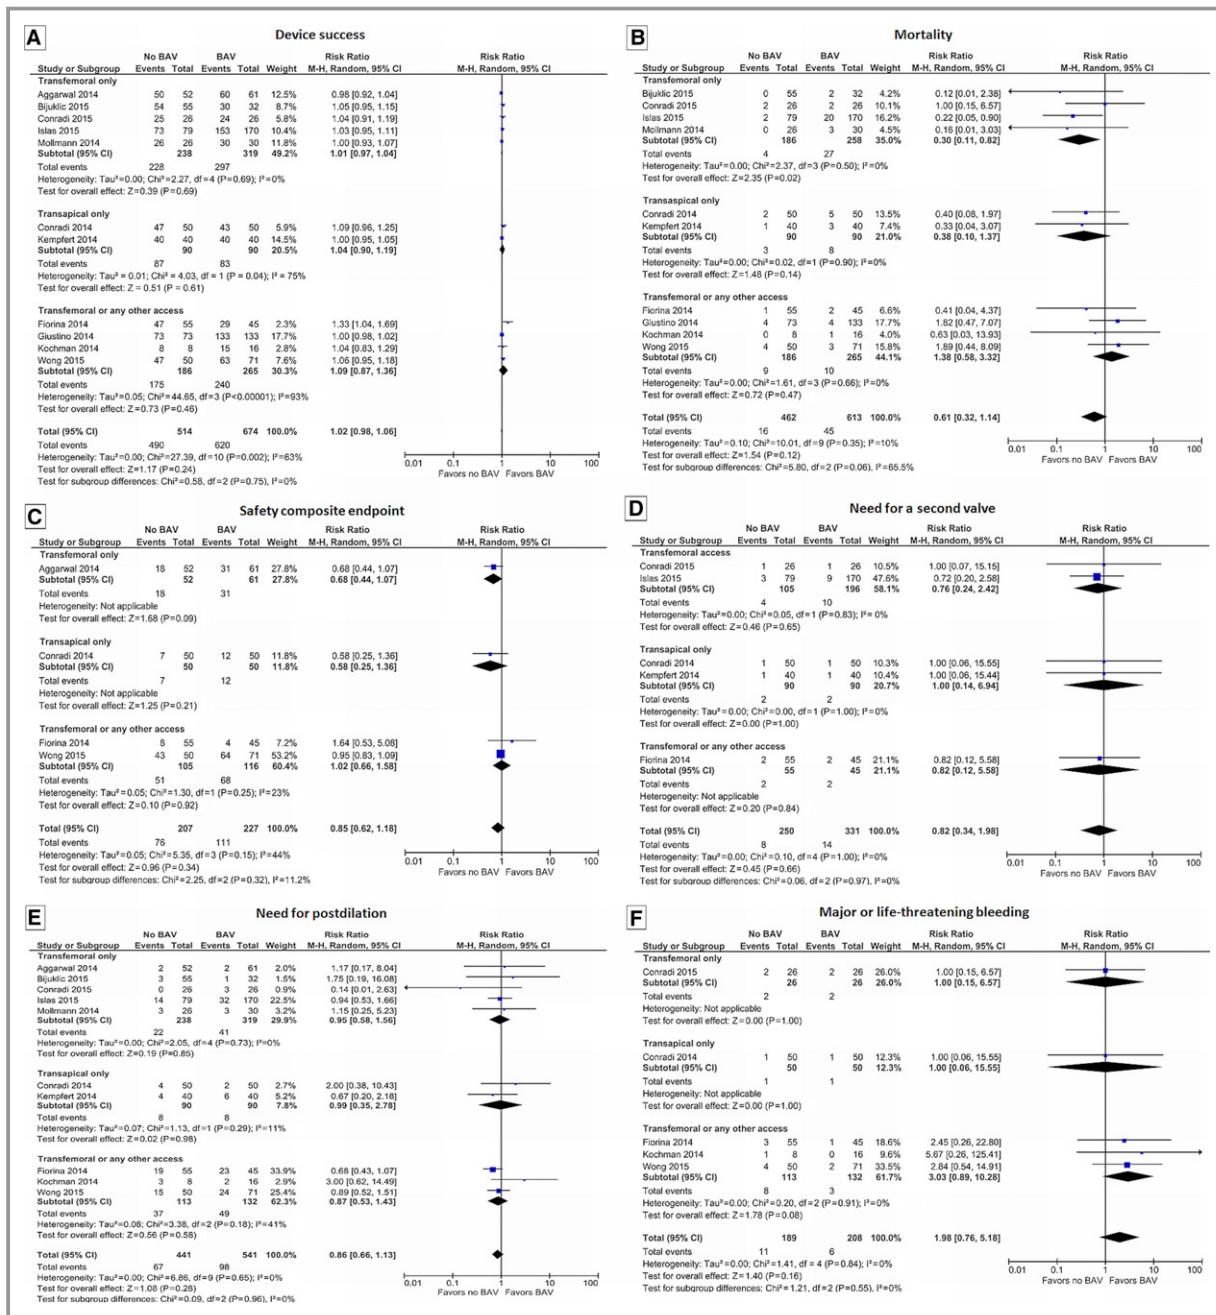 A
Device success
No BAV BAV Risk Ratio Risk Ratio
Study or Subgroup Events Total Events Total Weight M-H, Random, 95% CI M-H, Random, 95% CI
Transfemoral only
Aggarwal 2014 50 52 60 61 12.5% 0.98 [0.92, 1.04]
Bijuklic 2015 54 55 30 32 8.7% 1.05 [0.95, 1.15]
Conradi 2015 25 26 24 26 5.8% 1.04 [0.91, 1.19]
Islas 2015 73 79 153 170 10.4% 1.03 [0.95, 1.11]
Mollmann 2014 26 26 30 30 11.8% 1.00 [0.93, 1.07]
Subtotal (95% CI) 238 319 49.2% 1.01 [0.97, 1.04]
Total events 228 297
Heterogeneity: Tau²=0.00; Chi²=2.27, df=4 (P=0.69); I²=0%
Test for overall effect: Z=0.39 (P=0.69)
Transapical only
Conradi 2014 47 50 43 50 5.9% 1.09 [0.96, 1.25]
Kempfert 2014 40 40 40 40 14.5% 1.00 [0.95, 1.05]
Subtotal (95% CI) 90 90 20.5% 1.04 [0.90, 1.19]
Total events 87 83
Heterogeneity: Tau² = 0.01; Chi² = 4.03, df = 1 (P = 0.04); I² = 75%
Test for overall effect: Z = 0.51 (P = 0.61)
Transfemoral or any other access
Fiorina 2014 47 55 29 45 2.3% 1.33 [1.04, 1.69]
Giustino 2014 73 73 133 133 17.4% 1.00 [0.98, 1.02]
Kochman 2014 8 8 15 16 3.4% 1.04 [0.83, 1.29]
Wong 2015 47 50 63 71 7.2% 1.06 [0.95, 1.18]
Subtotal (95% CI) 186 265 30.3% 1.09 [0.87, 1.36]
Total events 175 240
Heterogeneity: Tau²=0.05; Chi²=44.65, df=3 (P<0.00001); I²=93%
Test for overall effect: Z=0.73 (P=0.46)
Total (95% CI) 514 674 100.0% 1.02 [0.98, 1.06]
Total events 490 620
Heterogeneity: Tau²=0.00; Chi²=27.39, df=10 (P=0.002); I²=63%
Test for overall effect: Z=1.17 (P=0.24)
Test for subgroup differences: Chi²=0.58, df=2 (P=0.75), I²=0%
0.01 0.1 1 10 100
Favors no BAV Favors BAV
B
Mortality
No BAV BAV Risk Ratio Risk Ratio
Study or Subgroup Events Total Events Total Weight M-H, Random, 95% CI M-H, Random, 95% CI
Transfemoral only
Bijuklic 2015 0 55 2 32 4.2% 0.12 [0.01, 2.38]
Conradi 2015 2 26 2 26 10.1% 1.00 [0.15, 6.57]
Islas 2015 2 79 20 170 16.2% 0.22 [0.05, 0.90]
Mollmann 2014 0 26 3 30 4.5% 0.16 [0.01, 3.03]
Subtotal (95% CI) 186 258 35.0% 0.30 [0.11, 0.82]
Total events 4 27
Heterogeneity: Tau²=0.00; Chi²=2.37, df=3 (P=0.50); I²=0%
Test for overall effect: Z=2.35 (P=0.02)
Transaspical only
Conradi 2014 2 50 5 50 13.5% 0.40 [0.08, 1.97]
Kempfert 2014 1 40 3 40 7.4% 0.33 [0.04, 3.07]
Subtotal (95% CI) 90 90 21.0% 0.38 [0.10, 1.37]
Total events 3 8
Heterogeneity: Tau²=0.00; Chi²=0.02, df=1 (P=0.90); I²=0%
Test for overall effect: Z=1.48 (P=0.14)
Transfemoral or any other access
Fiorina 2014 1 55 2 45 6.6% 0.41 [0.04, 4.37]
Giustino 2014 4 73 4 133 17.7% 1.82 [0.47, 7.07]
Kochman 2014 0 8 1 16 4.0% 0.63 [0.03, 13.93]
Wong 2015 4 50 3 71 15.8% 1.89 [0.44, 8.09]
Subtotal (95% CI) 186 265 44.1% 1.38 [0.58, 3.32]
Total events 9 10
Heterogeneity: Tau²=0.00; Chi²=1.61, df=3 (P=0.66); I²=0%
Test for overall effect: Z=0.72 (P=0.47)
Total (95% CI) 462 613 100.0% 0.61 [0.32, 1.14]
Total events 16 45
Heterogeneity: Tau²=0.10; Chi²=10.01, df=9 (P=0.35); I²=10%
Test for overall effect: Z=1.54 (P=0.12)
Test for subgroup differences: Chi²=5.80, df=2 (P=0.06), I²=65.5%
0.01 0.1 1 10 100
Favors no BAV Favors BAV
C
Safety composite endpoint
No BAV BAV Risk Ratio Risk Ratio
Study or Subgroup Events Total Events Total Weight M-H, Random, 95% CI M-H, Random, 95% CI
Transfemoral only
Aggarwal 2014 18 52 31 61 27.8% 0.68 [0.44, 1.07]
Subtotal (95% CI) 52 61 27.8% 0.68 [0.44, 1.07]
Total events 18 31
Heterogeneity: Not applicable
Test for overall effect: Z=1.68 (P=0.09)
Transapical only
Conradi 2014 7 50 12 50 11.8% 0.58 [0.25, 1.36]
Subtotal (95% CI) 50 50 11.8% 0.58 [0.25, 1.36]
Total events 7 12
Heterogeneity: Not applicable
Test for overall effect: Z=1.25 (P=0.21)
Transfemoral or any other access
Fiorina 2014 8 55 4 45 7.2% 1.64 [0.53, 5.08]
Wong 2015 43 50 64 71 53.2% 0.95 [0.83, 1.09]
Subtotal (95% CI) 105 116 60.4% 1.02 [0.66, 1.58]
Total events 51 68
Heterogeneity: Tau²=0.05; Chi²=1.30, df=1 (P=0.25); I²=23%
Test for overall effect: Z=0.10 (P=0.92)
Total (95% CI) 207 227 100.0% 0.85 [0.62, 1.18]
Total events 76 111
Heterogeneity: Tau²=0.05; Chi²=5.35, df=3 (P=0.15); I²=44%
Test for overall effect: Z=0.96 (P=0.34)
Test for subgroup differences: Chi²=2.25, df=2 (P=0.32), I²=11.2%
0.01 0.1 1 10 100
Favors no BAV Favors BAV
D
Need for a second valve
No BAV BAV Risk Ratio Risk Ratio
Study or Subgroup Events Total Events Total Weight M-H, Random, 95% CI M-H, Random, 95% CI
Transfemoral access
Conradi 2015 1 26 1 26 10.5% 1.00 [0.07, 15.15]
Islas 2015 3 79 9 170 47.6% 0.72 [0.20, 2.58]
Subtotal (95% CI) 105 196 58.1% 0.76 [0.24, 2.42]
Total events 4 10
Heterogeneity: Tau²=0.00; Chi²=0.05, df=1 (P=0.83); I²= 0%
Test for overall effect: Z=0.46 (P=0.65)
Transapical only
Conradi 2014 1 50 1 50 10.3% 1.00 [0.06, 15.55]
Kempfert 2014 1 40 1 40 10.4% 1.00 [0.06, 15.44]
Subtotal (95% CI) 90 90 20.7% 1.00 [0.14, 6.94]
Total events 2 2
Heterogeneity: Tau²=0.00; Chi²=0.00, df=1 (P=1.00); I²=0%
Test for overall effect: Z=0.00 (P=1.00)
Transfemoral or any other access
Fiorina 2014 2 55 2 45 21.1% 0.82 [0.12, 5.58]
Subtotal (95% CI) 55 45 21.1% 0.82 [0.12, 5.58]
Total events 2 2
Heterogeneity: Not applicable
Test for overall effect: Z=0.20 (P=0.84)
Total (95% CI) 250 331 100.0% 0.82 [0.34, 1.98]
Total events 8 14
Heterogeneity: Tau²=0.00; Chi²=0.10, df=4 (P=1.00); I²=0%
Test for overall effect: Z=0.45 (P=0.66)
Test for subgroup differences: Chi²=0.06, df=2 (P=0.97), I²=0%
0.01 0.1 1 10 100
Favors no BAV Favors BAV
E
Need for postdilation
No BAV BAV Risk Ratio Risk Ratio
Study or Subgroup Events Total Events Total Weight M-H, Random, 95% CI M-H, Random, 95% CI
Transfemoral only
Aggarwal 2014 2 52 2 61 2.0% 1.17 [0.17, 8.04]
Bijuklic 2015 3 55 1 32 1.5% 1.75 [0.19, 16.08]
Conradi 2015 0 26 3 26 0.9% 0.14 [0.01, 2.63]
Islas 2015 14 79 32 170 22.5% 0.94 [0.53, 1.66]
Mollmann 2014 3 26 3 30 3.2% 1.15 [0.25, 5.23]
Subtotal (95% CI) 238 319 29.9% 0.95 [0.58, 1.56]
Total events 22 41
Heterogeneity: Tau²=0.00; Chi²=2.05, df=4 (P=0.73); I²=0%
Test for overall effect: Z=0.19 (P=0.85)
Transapical only
Conradi 2014 4 50 2 50 2.7% 2.00 [0.38, 10.43]
Kempfert 2014 4 40 6 40 5.2% 0.67 [0.20, 2.18]
Subtotal (95% CI) 90 90 7.8% 0.99 [0.35, 2.78]
Total events 8 8
Heterogeneity: Tau²=0.07; Chi²=1.13, df=1 (P=0.29); I²=11%
Test for overall effect: Z=0.02 (P=0.98)
Transfemoral or any other access
Fiorina 2014 19 55 23 45 33.9% 0.68 [0.43, 1.07]
Kochman 2014 3 8 2 16 2.9% 3.00 [0.62, 14.49]
Wong 2015 15 50 24 71 25.4% 0.89 [0.52, 1.51]
Subtotal (95% CI) 113 132 62.3% 0.87 [0.53, 1.43]
Total events 37 49
Heterogeneity: Tau²=0.08; Chi²=3.38, df=2 (P=0.18); I²=41%
Test for overall effect: Z=0.56 (P=0.58)
Total (95% CI) 441 541 100.0% 0.86 [0.66, 1.13]
Total events 67 98
Heterogeneity: Tau²=0.00; Chi²=6.86, df=9 (P=0.65); I²=0%
Test for overall effect: Z=1.08 (P=0.28)
Test for subgroup differences: Chi²=0.09, df=2 (P=0.96), I²=0%
0.01 0.1 1 10 100
Favors no BAV Favors BAV
F
Major or life-threatening bleeding
No BAV BAV Risk Ratio Risk Ratio
Study or Subgroup Events Total Events Total Weight M-H, Random, 95% CI M-H, Random, 95% CI
Transfemoral only
Conradi 2015 2 26 2 26 26.0% 1.00 [0.15, 6.57]
Subtotal (95% CI) 26 26 26.0% 1.00 [0.15, 6.57]
Total events 2 2
Heterogeneity: Not applicable
Test for overall effect: Z=0.00 (P=1.00)
Transapical only
Conradi 2014 1 50 1 50 12.3% 1.00 [0.06, 15.55]
Subtotal (95% CI) 50 50 12.3% 1.00 [0.06, 15.55]
Total events 1 1
Heterogeneity: Not applicable
Test for overall effect: Z=0.00 (P=1.00)
Transfemoral or any other access
Fiorina 2014 3 55 1 45 18.6% 2.45 [0.26, 22.80]
Kochman 2014 1 8 0 16 9.6% 5.67 [0.26, 125.41]
Wong 2015 4 50 2 71 33.5% 2.84 [0.54, 14.91]
Subtotal (95% CI) 113 132 61.7% 3.03 [0.89, 10.28]
Total events 8 3
Heterogeneity: Tau²=0.00; Chi²=0.20, df=2 (P=0.91); I²=0%
Test for overall effect: Z=1.78 (P=0.08)
Total (95% CI) 189 208 100.0% 1.98 [0.76, 5.18]
Total events 11 6
Heterogeneity: Tau²=0.00; Chi²=1.41, df = 4 (P=0.84); I²=0%
Test for overall effect: Z=1.40 (P=0.16)
Test for subgroup differences: Chi²=1.21, df=2 (P=0.55), I²=0%
0.01 0.1 1 10 100
Favors no BAV Favors BAV